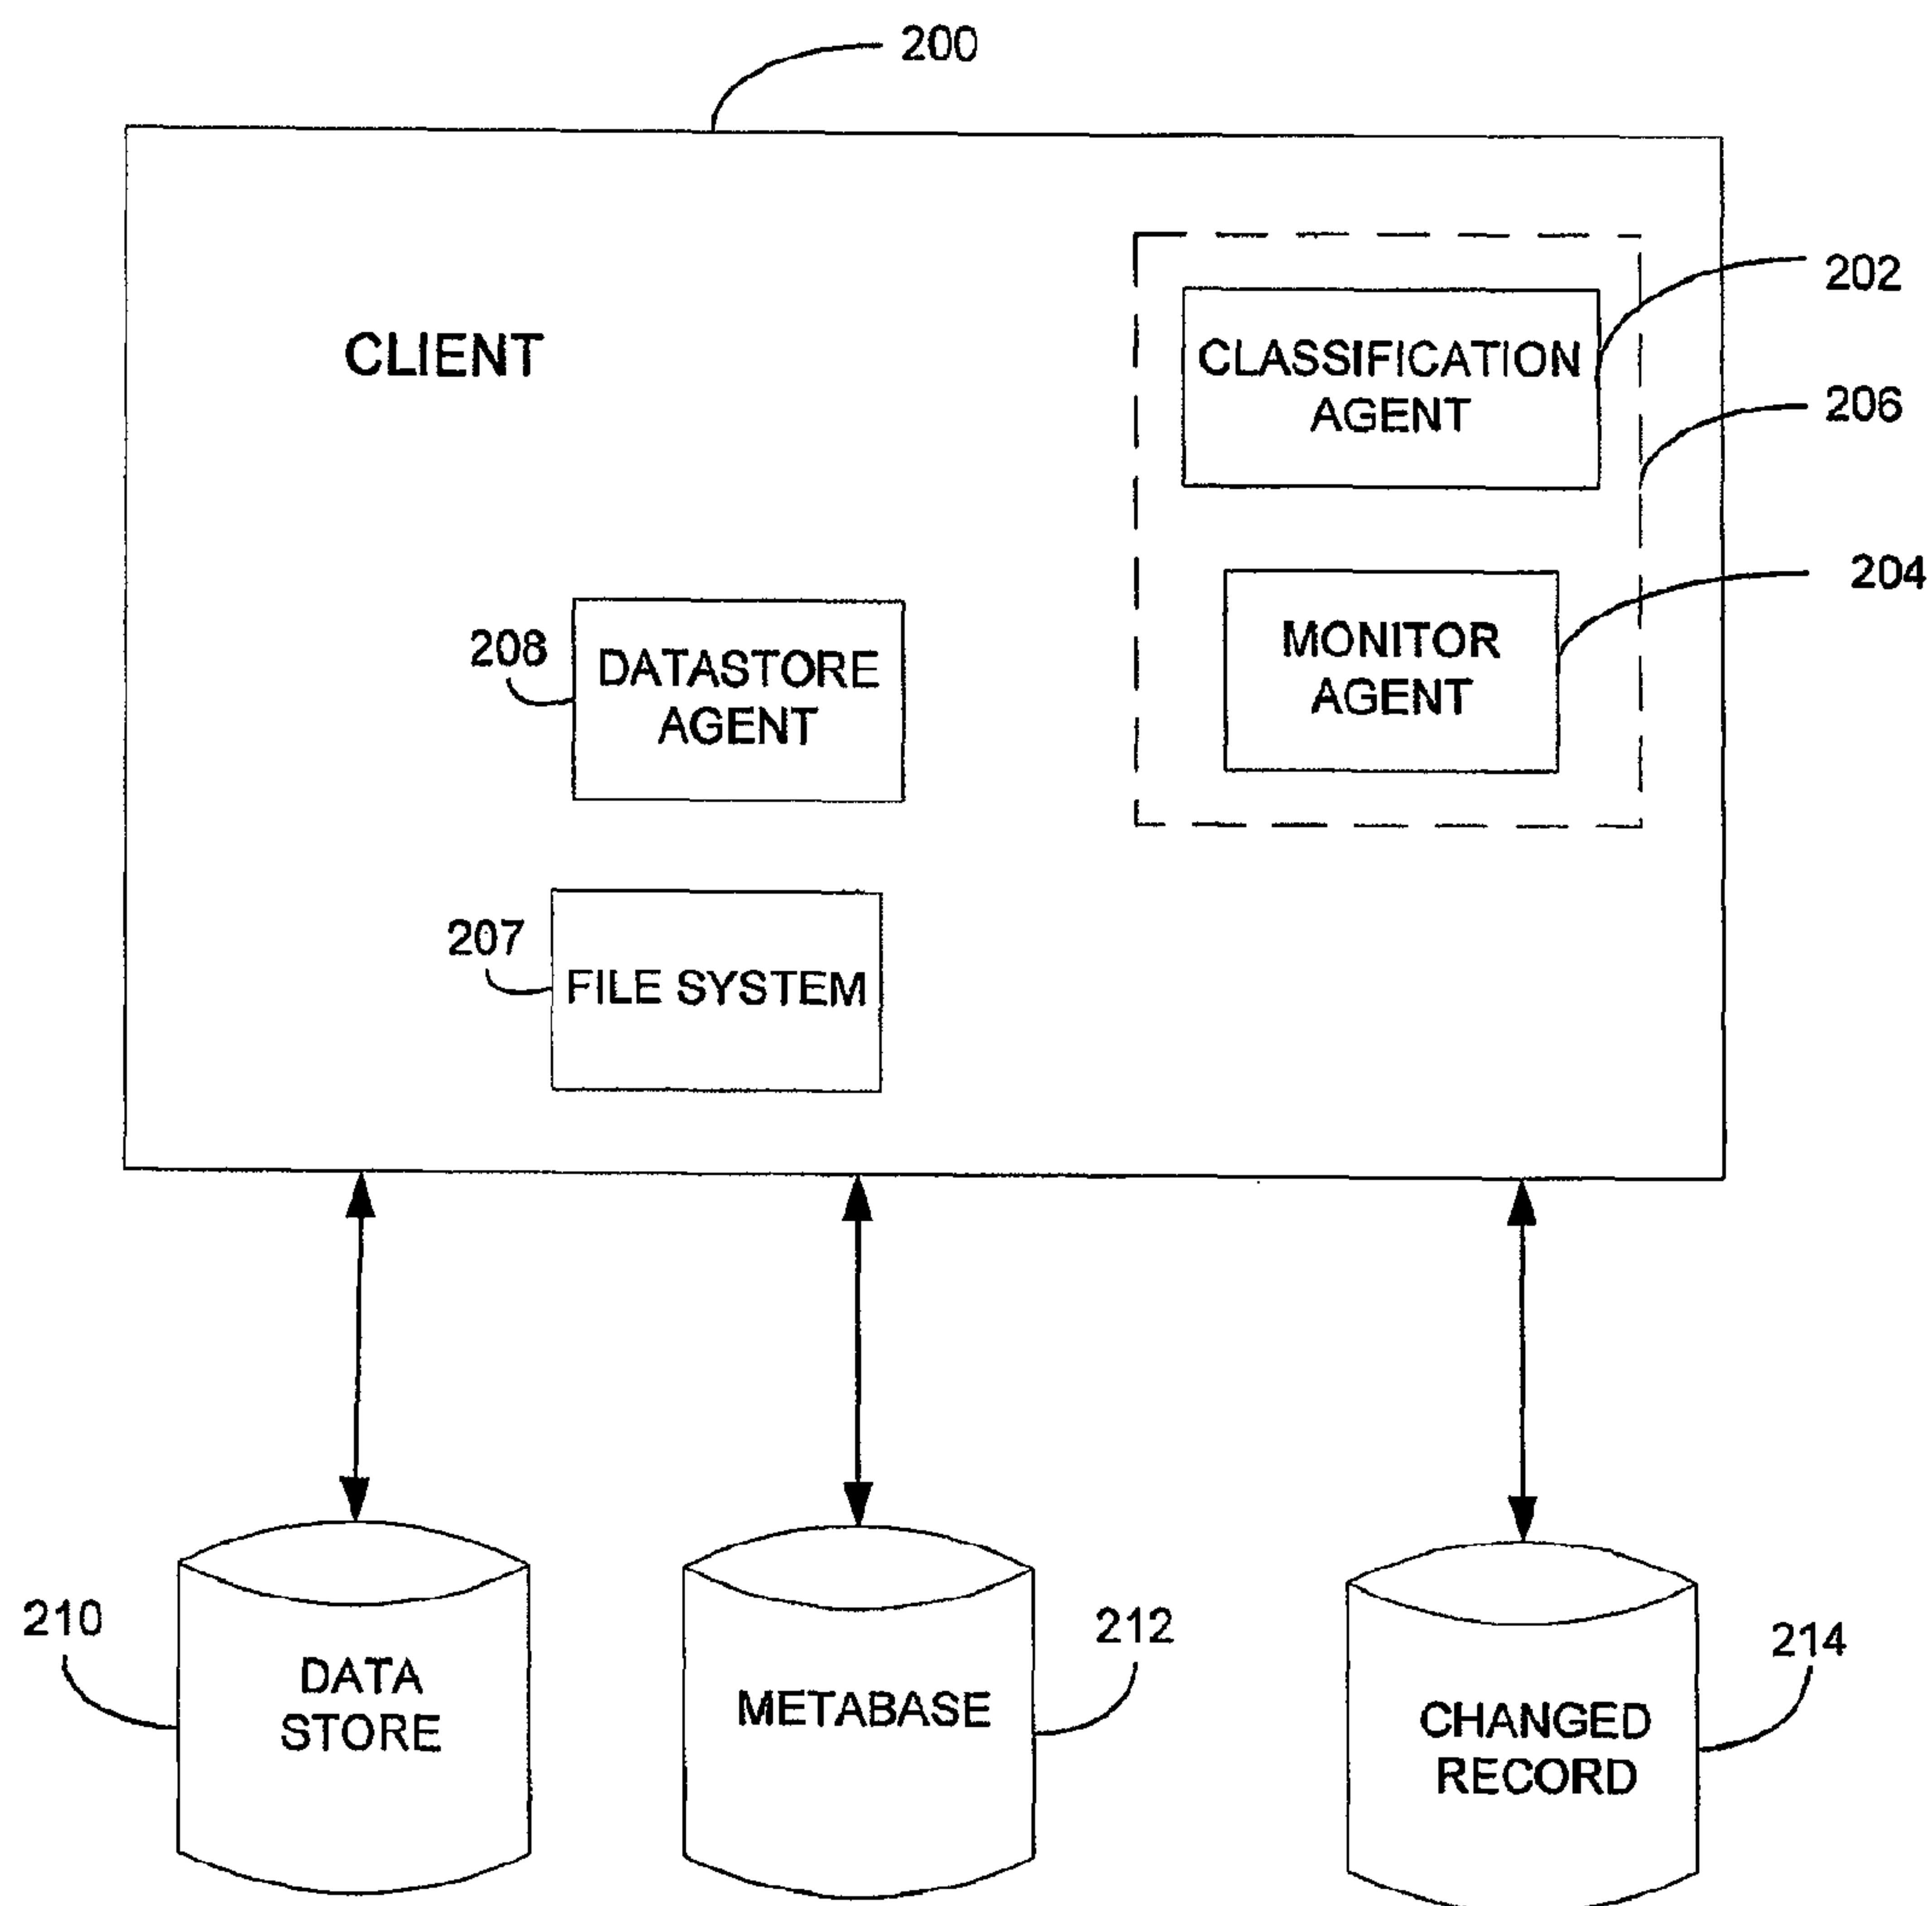 200
202
CLIENT
CLASSIFICATION
AGENT
206
204
MONITOR
AGENT
208
DATASTORE
AGENT
207
FILE SYSTEM
210
DATA
STORE
212
METABASE
214
CHANGED
RECORD